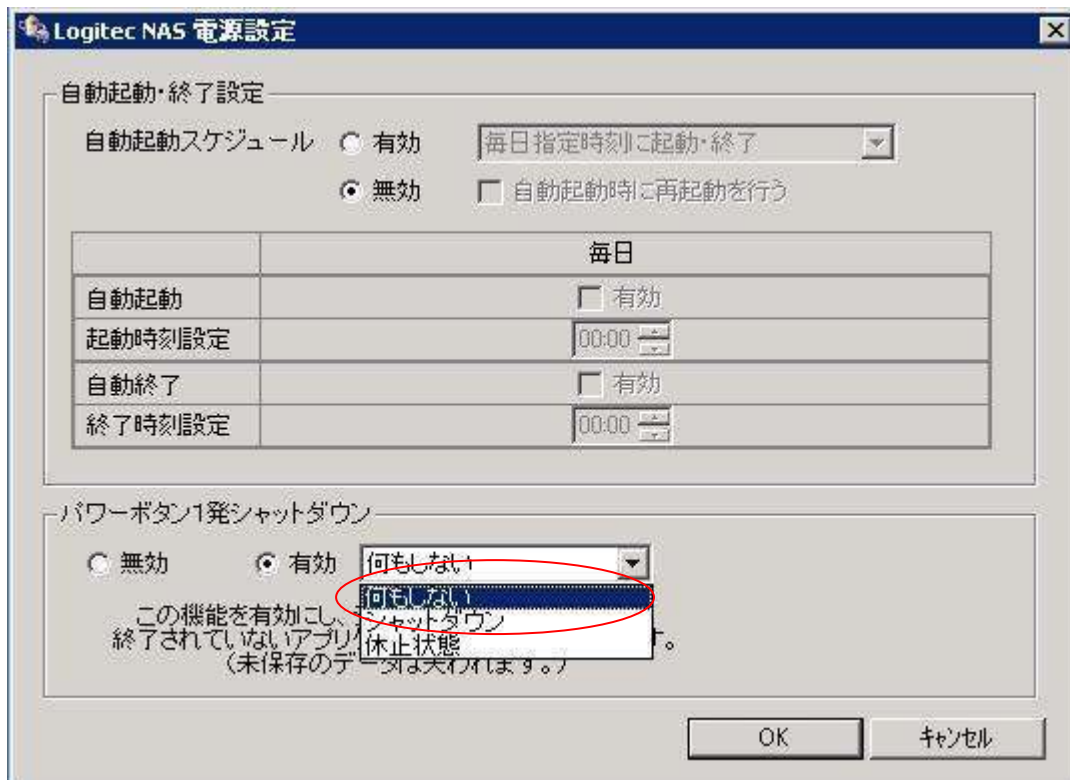 Logitec NAS 電源設定
自動起動・終了設定
自動起動スケジュール 有効 毎日指定時刻に起動・終了
無効 自動起動時に再起動を行う
毎日
自動起動 有効
起動時刻設定 00:00
自動終了 有効
終了時刻設定 00:00
パワーボタン1発シャットダウン
無効 有効 何もしない
何もしない
シャットダウン
休止状態
この機能を有効にし、
終了されていないアプリ す。
(未保存のデータは失われます。)
OK キャンセル